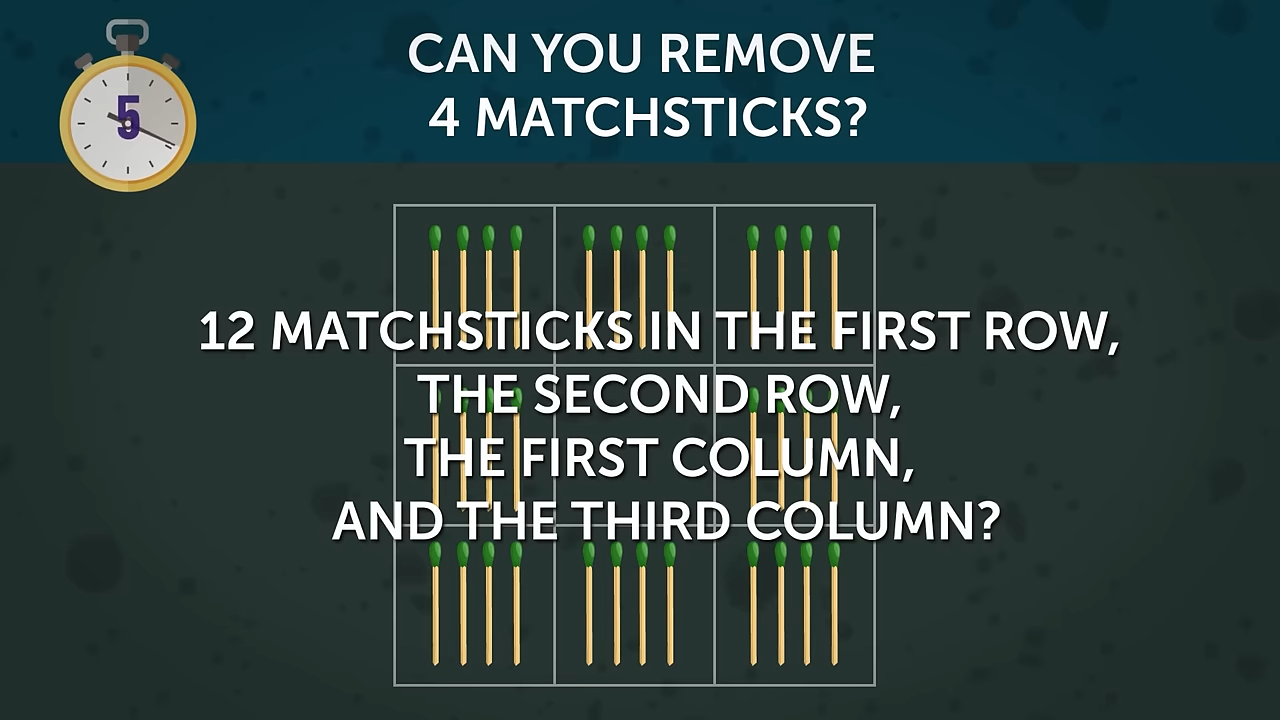 CAN YOU REMOVE
4 MATCHSTICKS?
5
12 MATCHSTICKS IN THE FIRST ROW,
THE SECOND ROW,
THE FIRST COLUMN,
AND THE THIRD COLUMN?